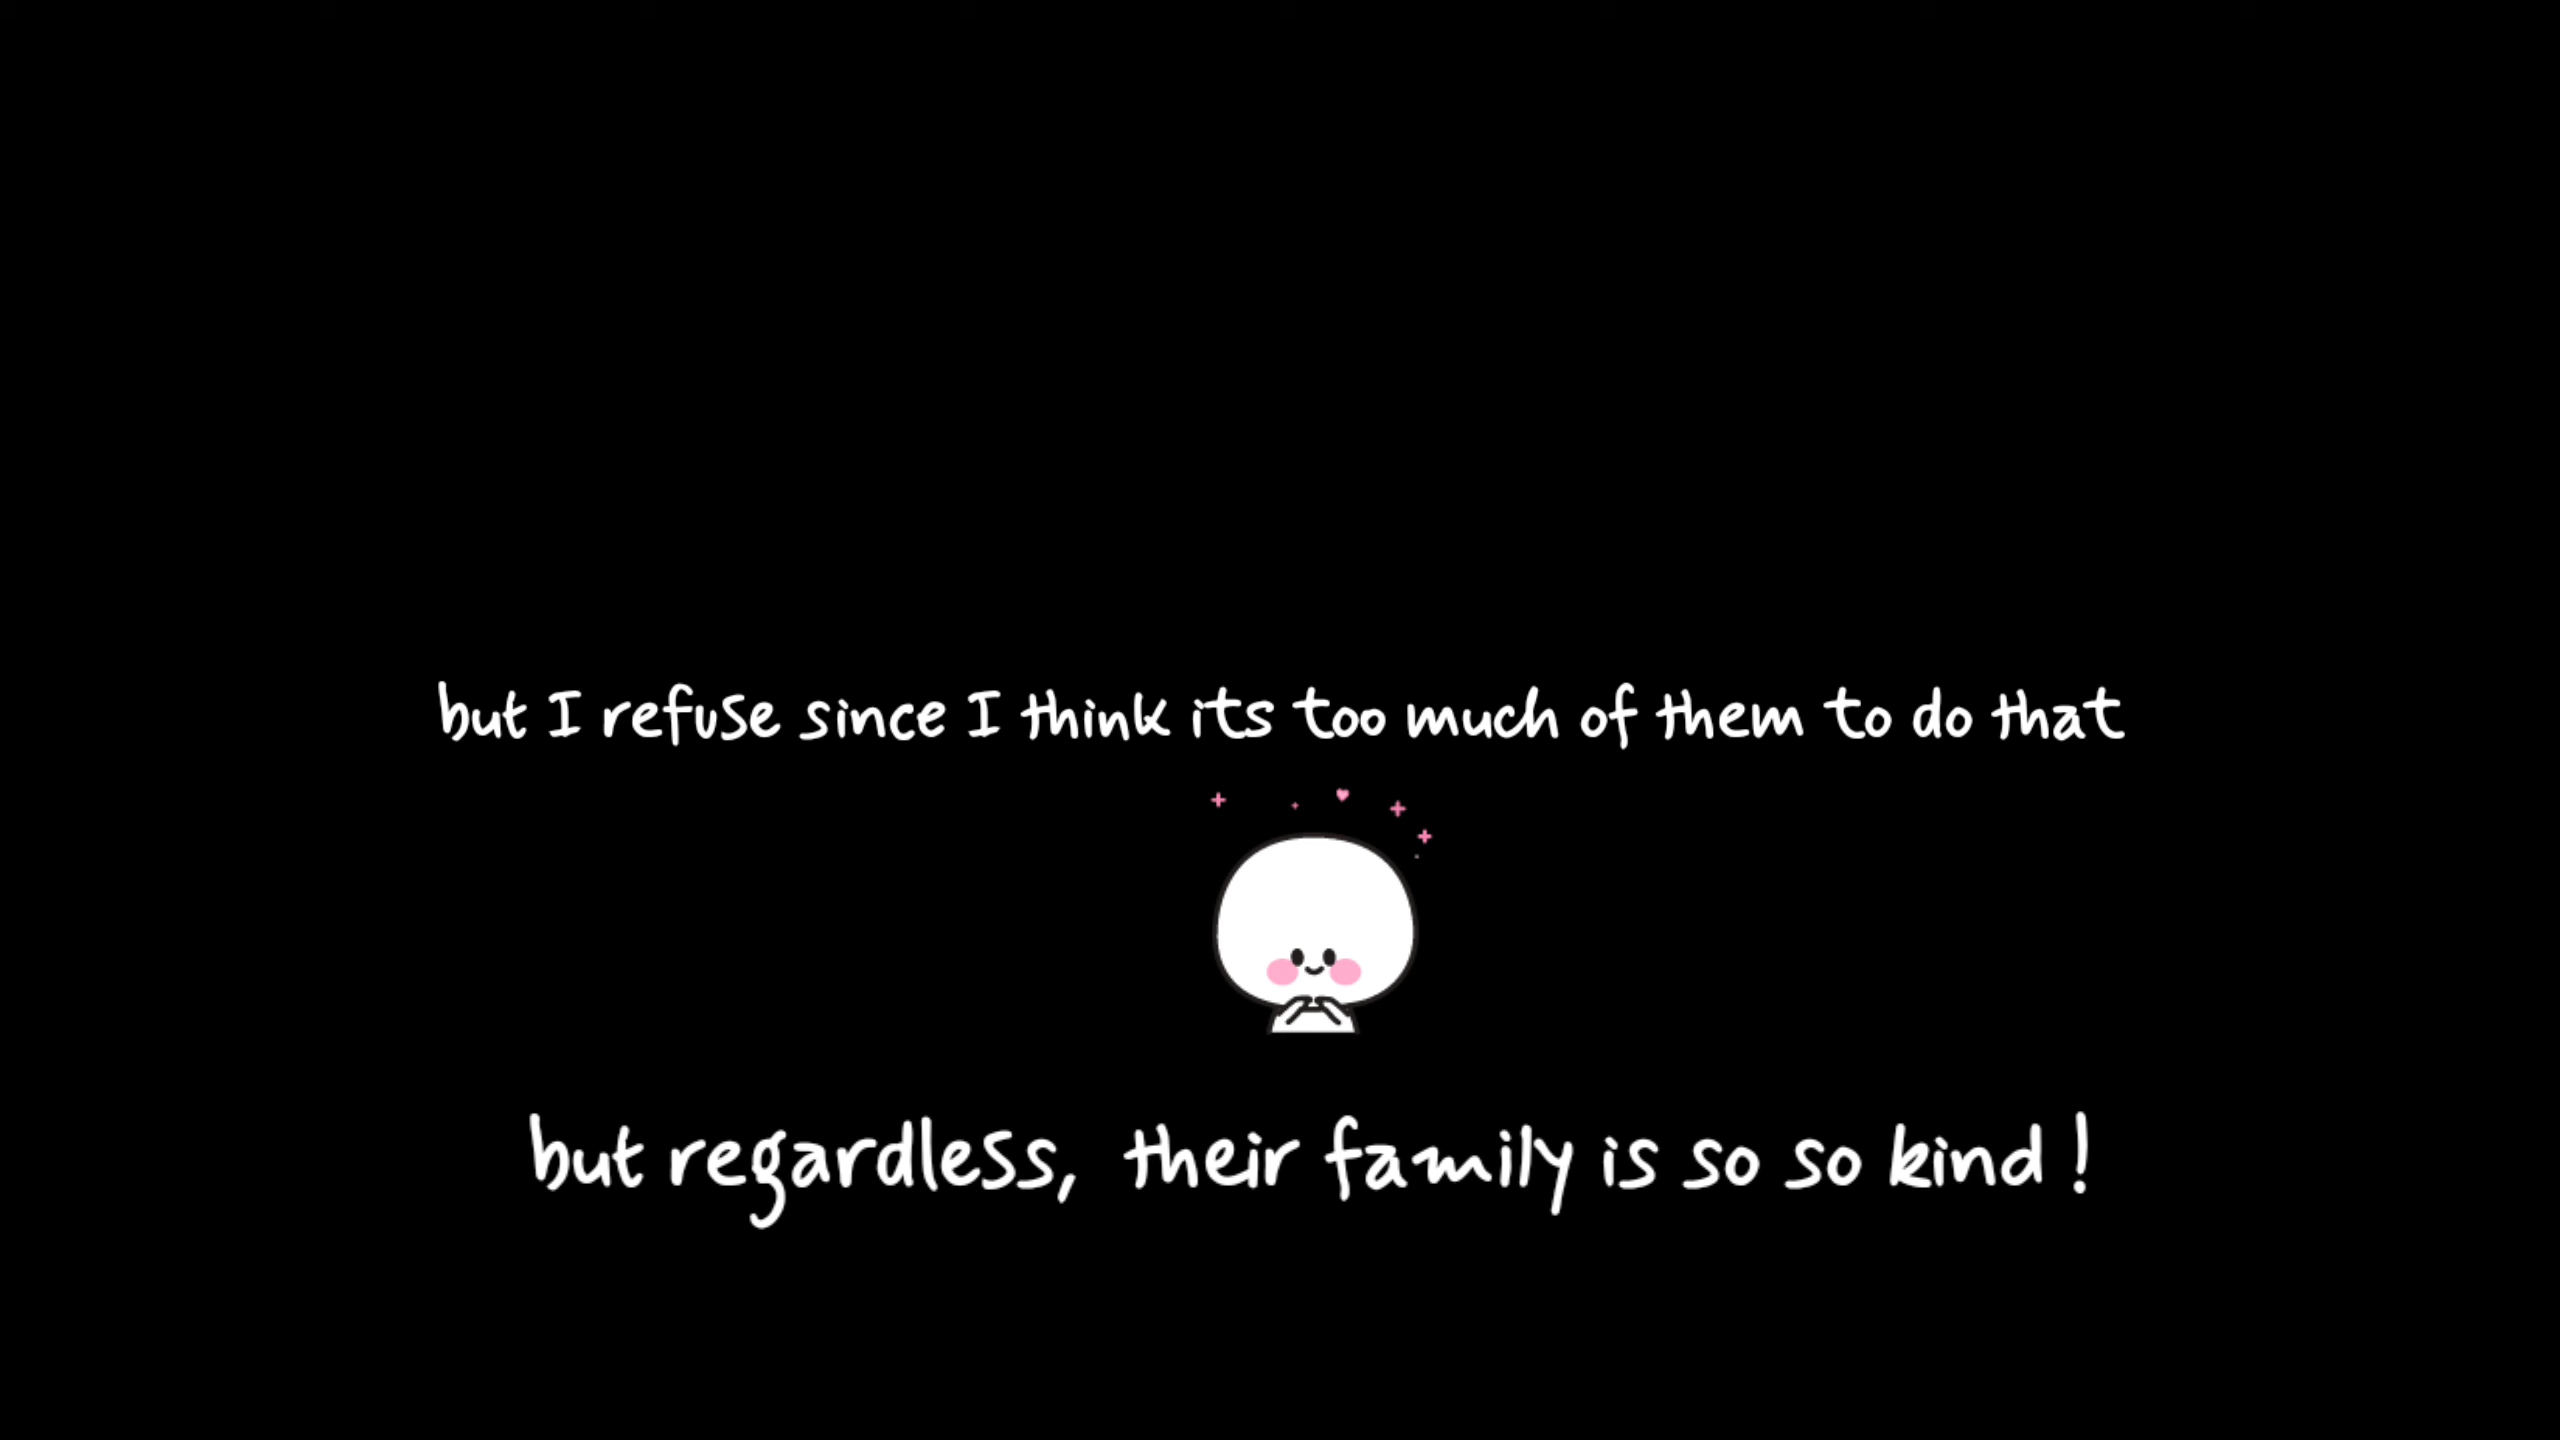 but I refuse since I think its too much of them to do that
but regardless, their family is so so kind !